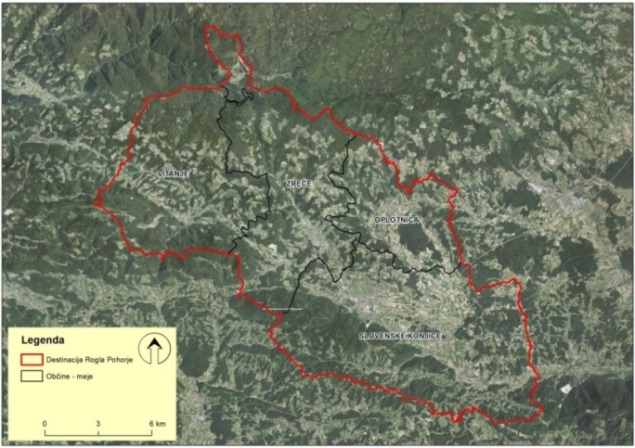 VITANJE
ZREČE
OPLOTNICA
SLOVENSKE KONJICE
Legenda
Destinacija Rogla Pohorje
Občine - meje
0 3 6 km